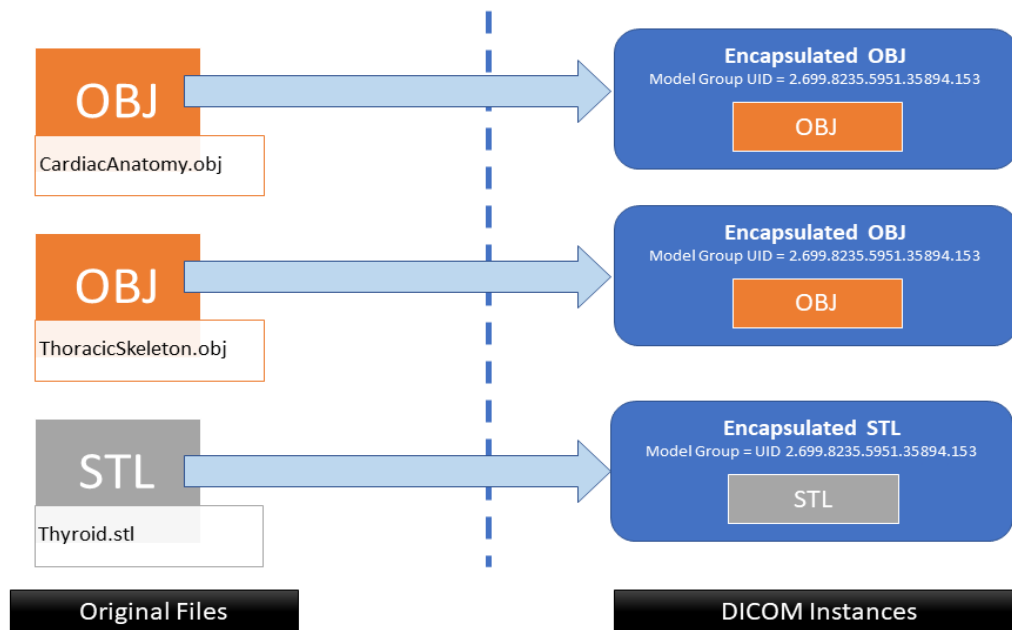 OBJ
CardiacAnatomy.obj
Encapsulated OBJ
Model Group UID = 2.699.8235.5951.35894.153
OBJ
OBJ
ThoracicSkeleton.obj
Encapsulated OBJ
Model Group UID = 2.699.8235.5951.35894.153
OBJ
STL
Thyroid.stl
Encapsulated STL
Model Group = UID 2.699.8235.5951.35894.153
STL
Original Files
DICOM Instances